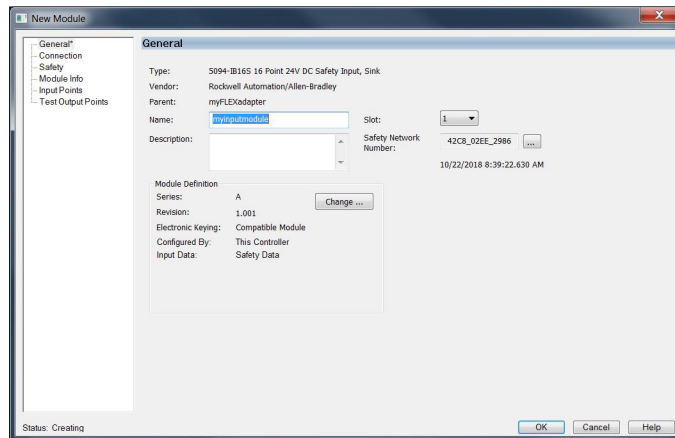 New Module
General*
Connection
Safety
Module Info
Input Points
Test Output Points
General
Type: 5094-IB16S 16 Point 24V DC Safety Input, Sink
Vendor: Rockwell Automation/Allen-Bradley
Parent: myFLEXadapter
Name: myinputmodule Slot: 1
Description: Safety Network Number: 42C8_02EE_2986 ...
10/22/2018 8:39:22.630 AM
Module Definition
Series: A Change ...
Revision: 1.001
Electronic Keying: Compatible Module
Configured By: This Controller
Input Data: Safety Data
Status: Creating OK Cancel Help